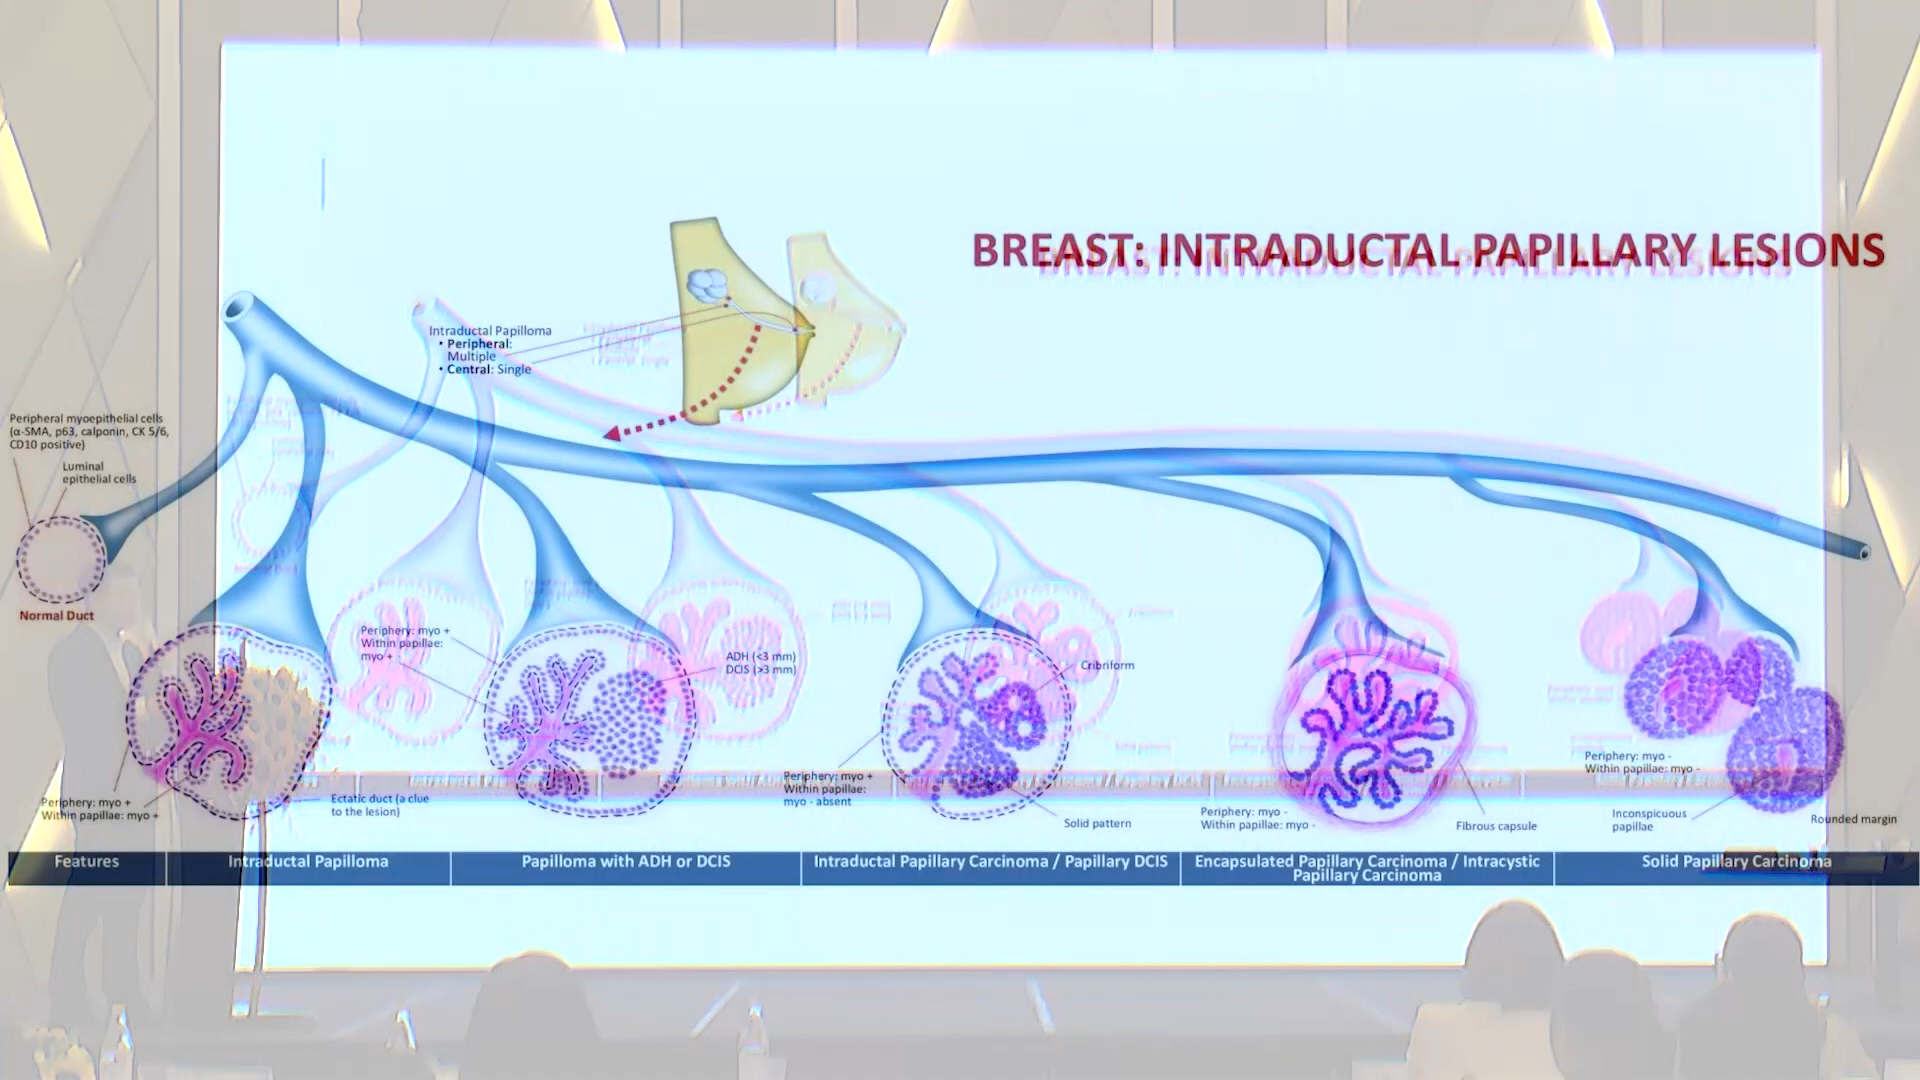 BREAST: INTRADUCTAL PAPILLARY LESIONS
Intraductal Papilloma
• Peripheral:
Multiple
• Central: Single
Peripheral myoepithelial cells
(α-SMA, p63, calponin, CK 5/6,
CD10 positive)
Luminal
epithelial cells
Normal Duct
Periphery: myo +
Within papillae: myo +
Ectatic duct (a clue
to the lesion)
Periphery: myo +
Within papillae:
myo +
ADH (<3 mm)
DCIS (>3 mm)
Periphery: myo +
Within papillae:
myo - absent
Cribriform
Solid pattern
Periphery: myo -
Within papillae: myo -
Fibrous capsule
Periphery: myo -
Within papillae: myo -
Inconspicuous
papillae
Rounded margin
Features
Intraductal Papilloma
Papilloma with ADH or DCIS
Intraductal Papillary Carcinoma / Papillary DCIS
Encapsulated Papillary Carcinoma / Intracystic
Papillary Carcinoma
Solid Papillary Carcinoma